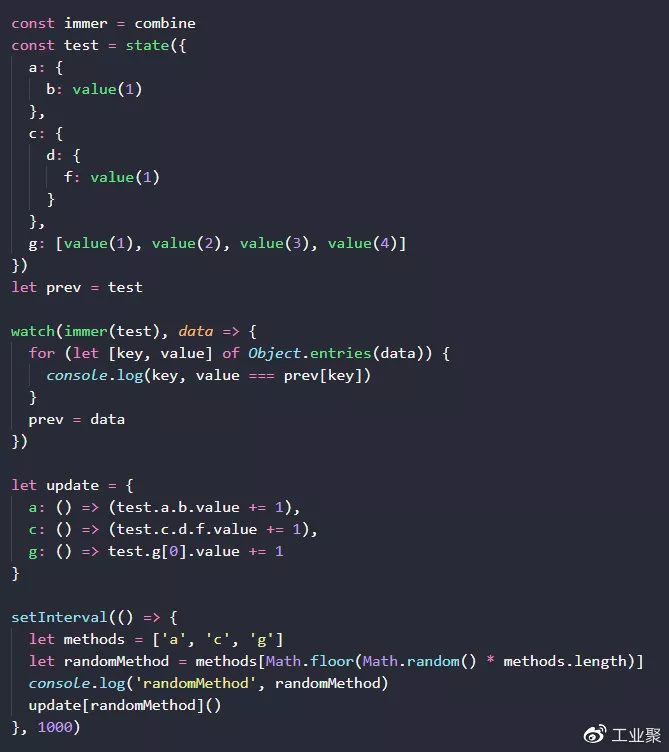 const immer = combine
const test = state({
  a: {
    b: value(1)
  },
  c: {
    d: {
      f: value(1)
    }
  },
  g: [value(1), value(2), value(3), value(4)]
})
let prev = test

watch(immer(test), data => {
  for (let [key, value] of Object.entries(data)) {
    console.log(key, value === prev[key])
  }
  prev = data
})

let update = {
  a: () => (test.a.b.value += 1),
  c: () => (test.c.d.f.value += 1),
  g: () => test.g[0].value += 1
}

setInterval(() => {
  let methods = ['a', 'c', 'g']
  let randomMethod = methods[Math.floor(Math.random() * methods.length)]
  console.log('randomMethod', randomMethod)
  update[randomMethod]()
}, 1000)
工业聚